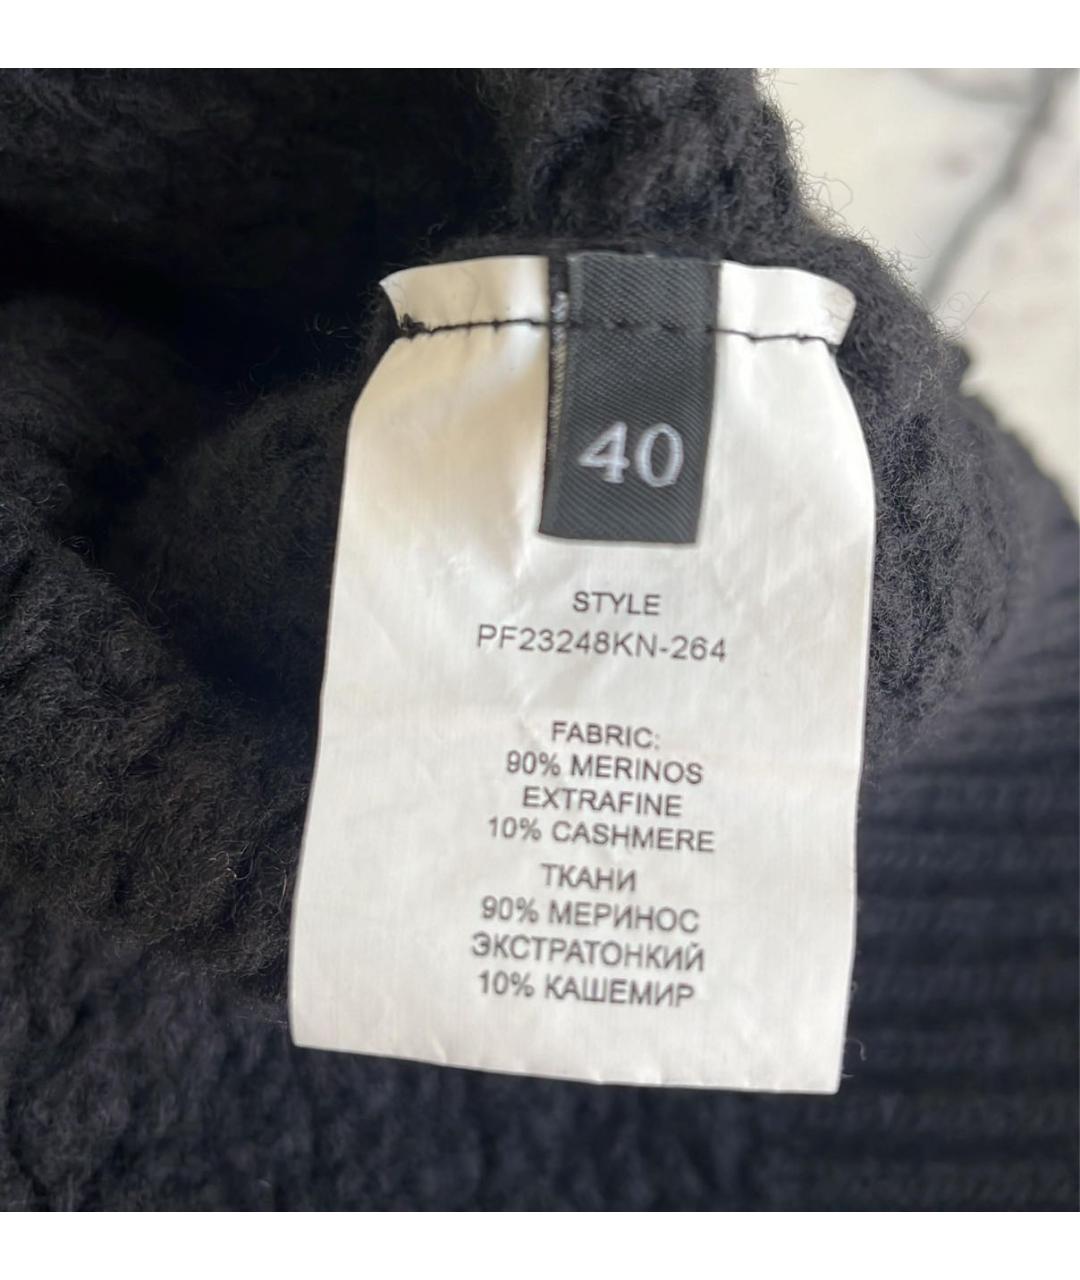 40
STYLE
PF23248KN-264
FABRIC:
90% MERINOS
EXTRAFINE
10% CASHMERE
ТКАНИ
90% МЕРИНОС
ЭКСТРАТОНКИЙ
10% КАШЕМИР